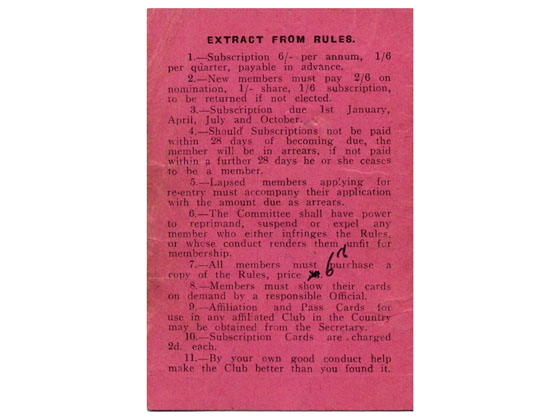 EXTRACT FROM RULES.
1.—Subscription 6/- per annum, 1/6
per quarter, payable in advance.
2.—New members must pay 2/6 on
nomination, 1/- share, 1/6 subscription,
to be returned if not elected.
3.—Subscription due 1st January,
April, July and October.
4.—Should Subscriptions not be paid
within 28 days of becoming due, the
member will be in arrears, if not paid
within a further 28 days he or she ceases
to be a member.
5.—Lapsed members applying for
re-entry must accompany their application
with the amount due as arrears.
6.—The Committee shall have power
to reprimand, suspend or expel any
member who either infringes the Rules,
or whose conduct renders them unfit for
membership.
7.—All members must purchase a
copy of the Rules, price 6d
8.—Members must show their cards
on demand by a responsible Official.
9.—Affiliation and Pass Cards for
use in any affiliated Club in the Country
may be obtained from the Secretary.
10.—Subscription Cards are charged
2d. each.
11.—By your own good conduct help
make the Club better than you found it.